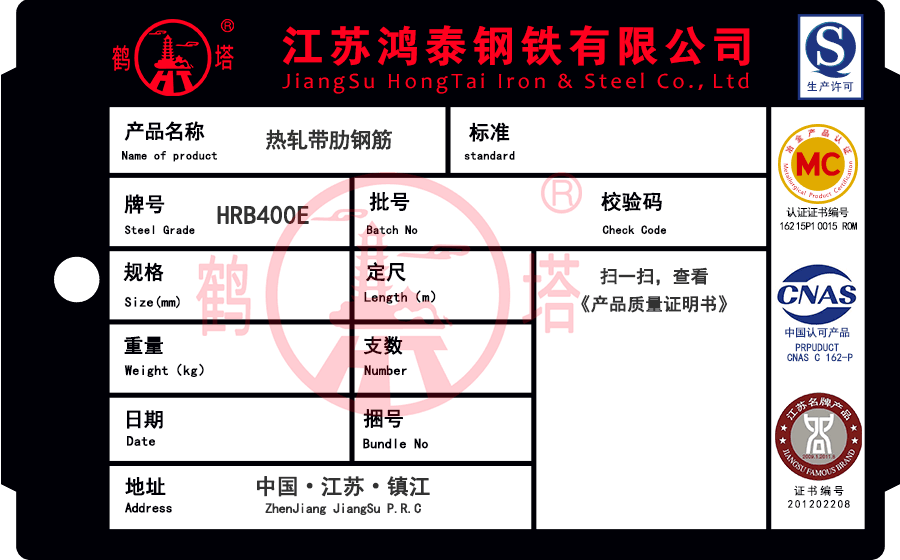 鹤塔®
江苏鸿泰钢铁有限公司
JiangSu HongTai Iron & Steel Co., Ltd
S
生产许可
产品名称
Name of product
热轧带肋钢筋
标准
standard
牌号
Steel Grade
HRB400E
批号
Batch No
校验码
Check Code
规格
Size(mm)
定尺
Length（m）
扫一扫，查看
《产品质量证明书》
重量
Weight（kg）
支数
Number
日期
Date
捆号
Bundle No
地址
Address
中国·江苏·镇江
ZhenJiang JiangSu P.R.C
鹤塔®
冶金产品认证
MC
Metallurgical Product Certification
认证证书编号
16215P10015 ROM
CNAS
中国认可产品
PRPUDUCT
CNAS C 162-P
江苏名牌产品
JIANGSU FAMOUS BRAND
证书编号
201202208